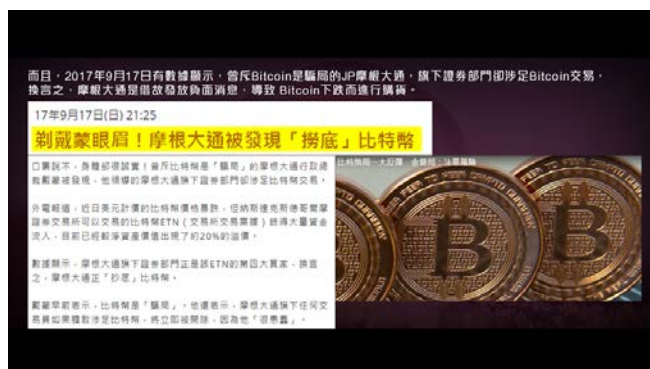 而且，2017年9月17日有數據顯示，曾斥Bitcoin是騙局的JP摩根大通，旗下證券部門卻涉足Bitcoin交易，
換言之，摩根大通是借故發放負面消息，導致 Bitcoin下跌而進行購貨。
17年9月17日(日) 21:25
剃戴蒙眼眉！摩根大通被發現「撈底」比特幣
口裏說不，身體卻很誠實！曾斥比特幣是「騙局」的摩根大通行政總
裁戴蒙被發現，他領導的摩根大通旗下證券部門卻涉足比特幣交易。
外電報道，近日美元計價的比特幣價格暴跌，但納斯達克斯德哥爾摩
證券交易所可以交易的比特幣ETN（交易所交易票據）錄得大量資金
流入，目前已經較淨資產價值出現了約20%的溢價。
數據顯示，摩根大通旗下證券部門正是該ETN的第四大買家，換言
之，摩根大通正「抄底」比特幣。
戴蒙早前表示，比特幣是「騙局」。他還表示，摩根大通旗下任何交
易員如果膽敢涉足比特幣，將立即被開除，因為他「很愚蠢」。
比特幣周一大反彈